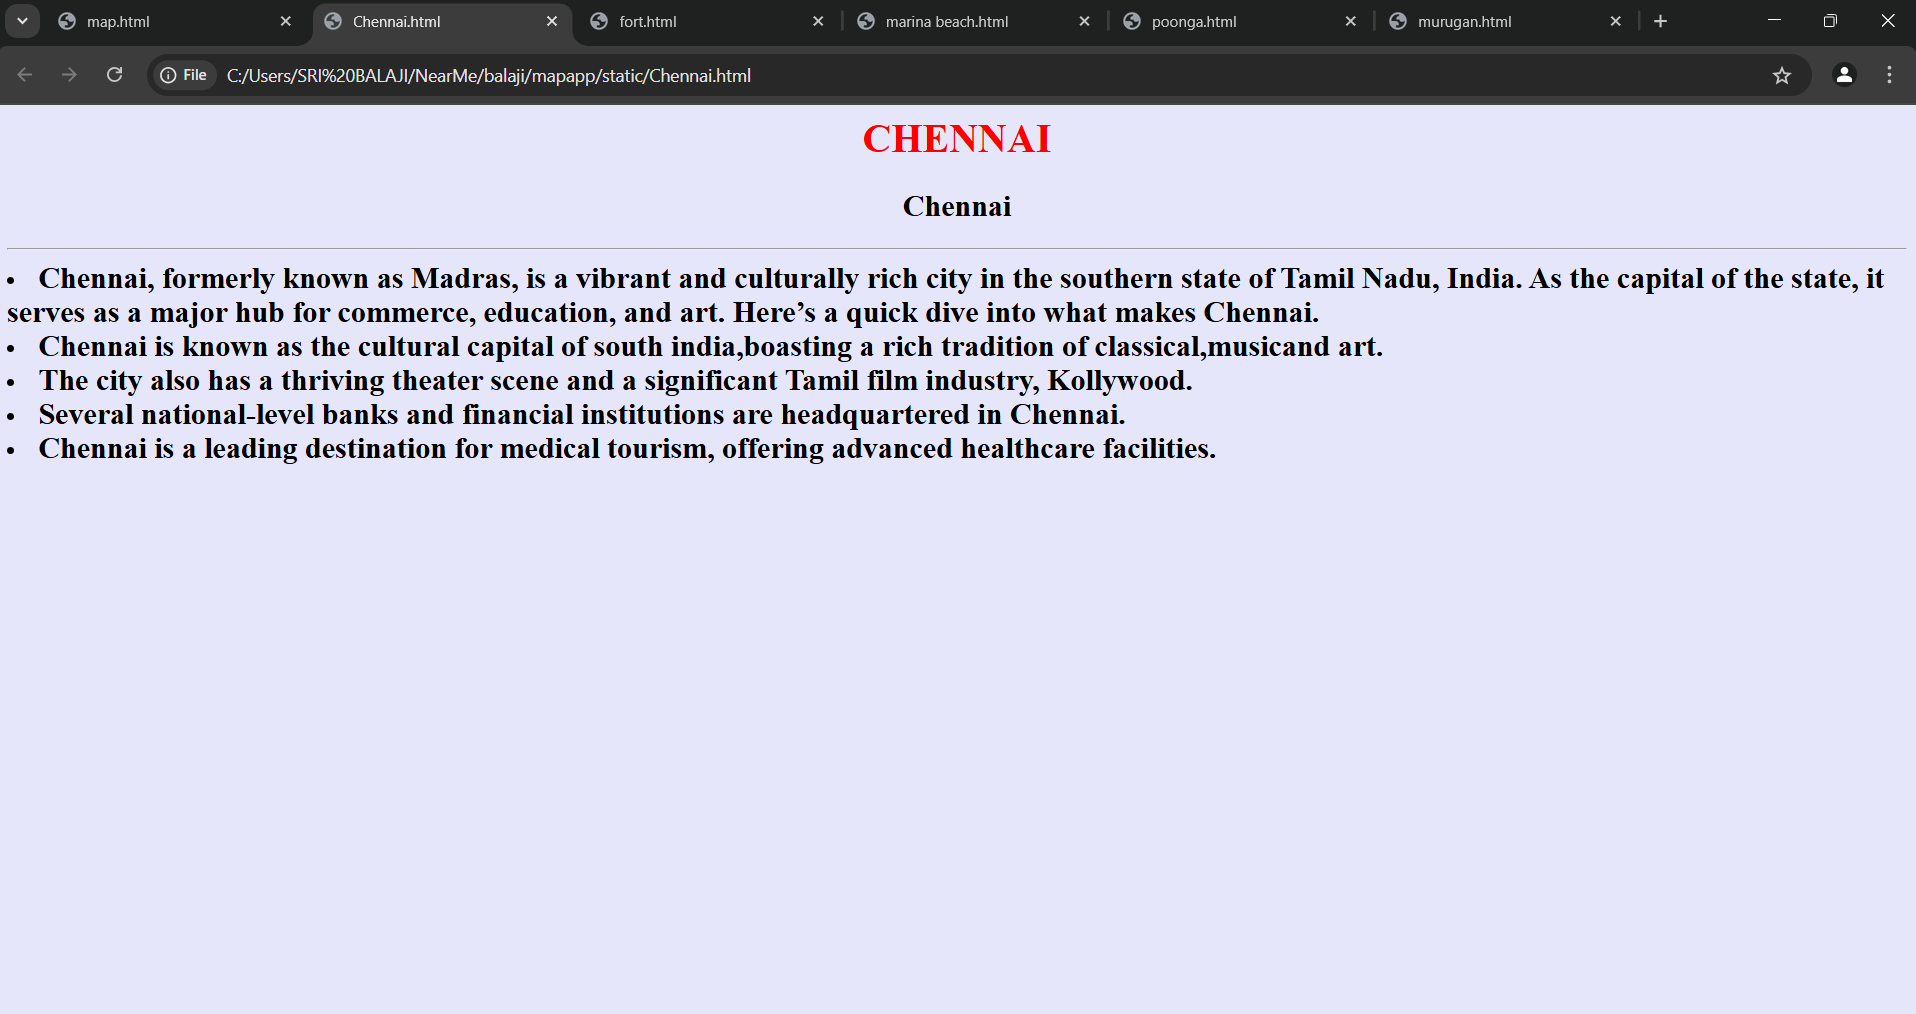 map.html
Chennai.html
fort.html
marina beach.html
poonga.html
murugan.html
File
C:/Users/SRI%20BALAJI/NearMe/balaji/mapapp/static/Chennai.html
CHENNAI
Chennai
• Chennai, formerly known as Madras, is a vibrant and culturally rich city in the southern state of Tamil Nadu, India. As the capital of the state, it
serves as a major hub for commerce, education, and art. Here’s a quick dive into what makes Chennai.
• Chennai is known as the cultural capital of south india,boasting a rich tradition of classical,musicand art.
• The city also has a thriving theater scene and a significant Tamil film industry, Kollywood.
• Several national-level banks and financial institutions are headquartered in Chennai.
• Chennai is a leading destination for medical tourism, offering advanced healthcare facilities.